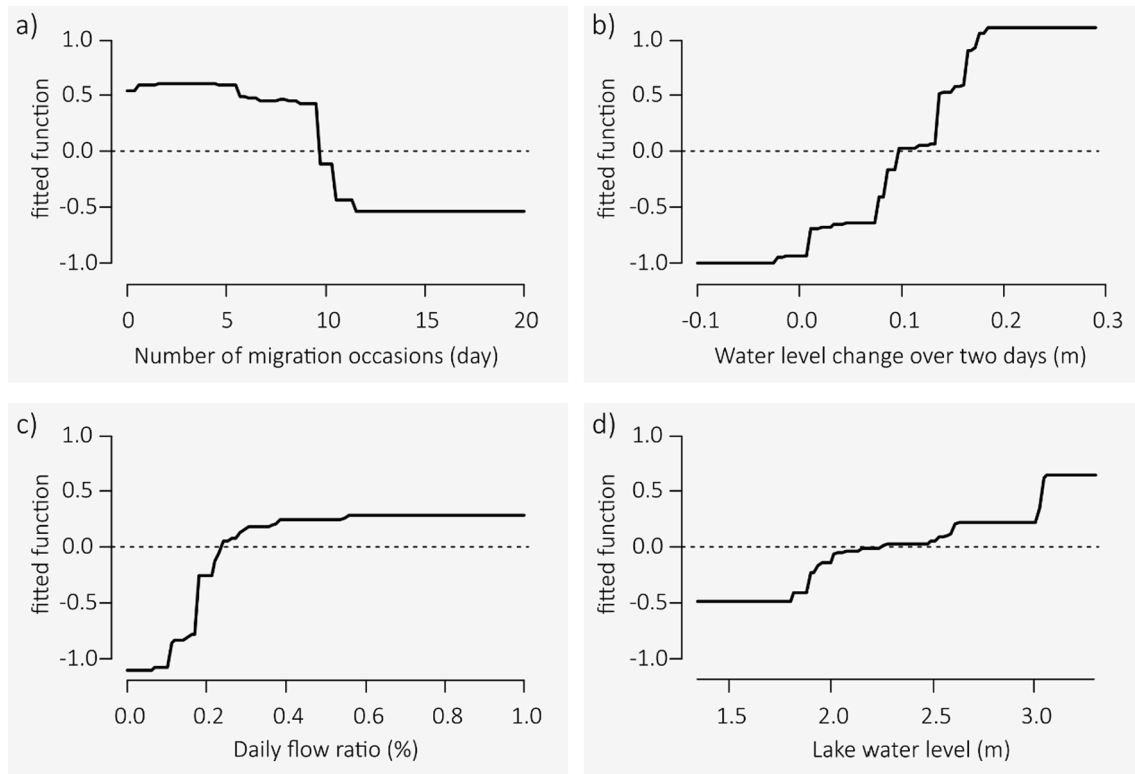 a)
1.0
0.5
0.0
-0.5
-1.0
fitted function
0 5 10 15 20
Number of migration occasions (day)
b)
1.0
0.5
0.0
-0.5
-1.0
fitted function
-0.1 0.0 0.1 0.2 0.3
Water level change over two days (m)
c)
1.0
0.5
0.0
-0.5
-1.0
fitted function
0.0 0.2 0.4 0.6 0.8 1.0
Daily flow ratio (%)
d)
1.0
0.5
0.0
-0.5
-1.0
fitted function
1.5 2.0 2.5 3.0
Lake water level (m)